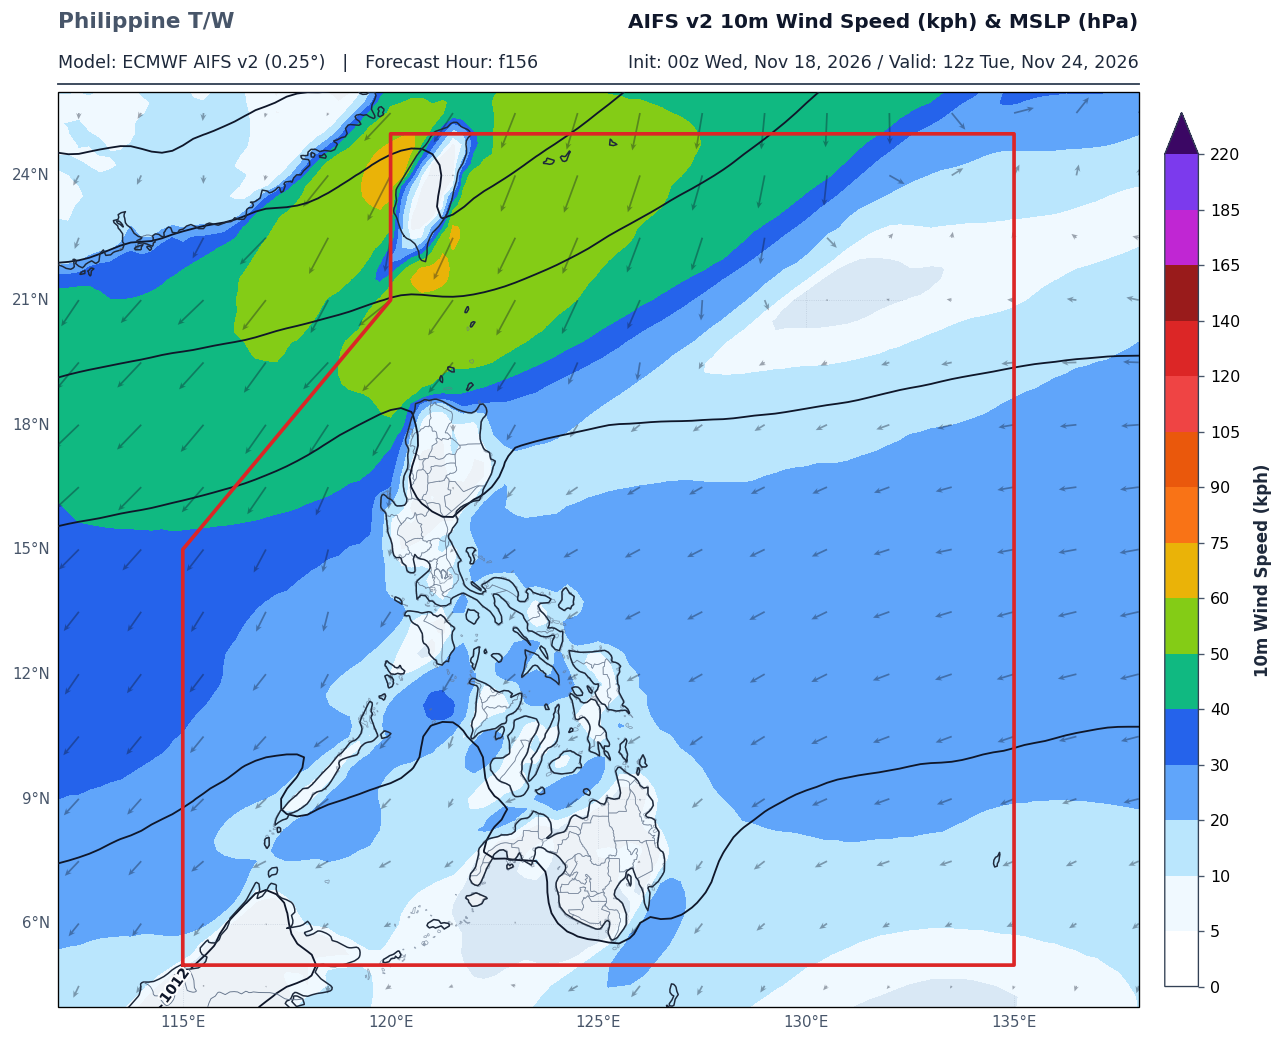 Philippine T/W
AIFS v2 10m Wind Speed (kph) & MSLP (hPa)
Model: ECMWF AIFS v2 (0.25°) | Forecast Hour: f156
Init: 00z Wed, Nov 18, 2026 / Valid: 12z Tue, Nov 24, 2026
24°N
21°N
18°N
15°N
12°N
9°N
6°N
115°E
120°E
125°E
130°E
135°E
1012
220
185
165
140
120
105
90
75
60
50
40
30
20
10
5
0
10m Wind Speed (kph)